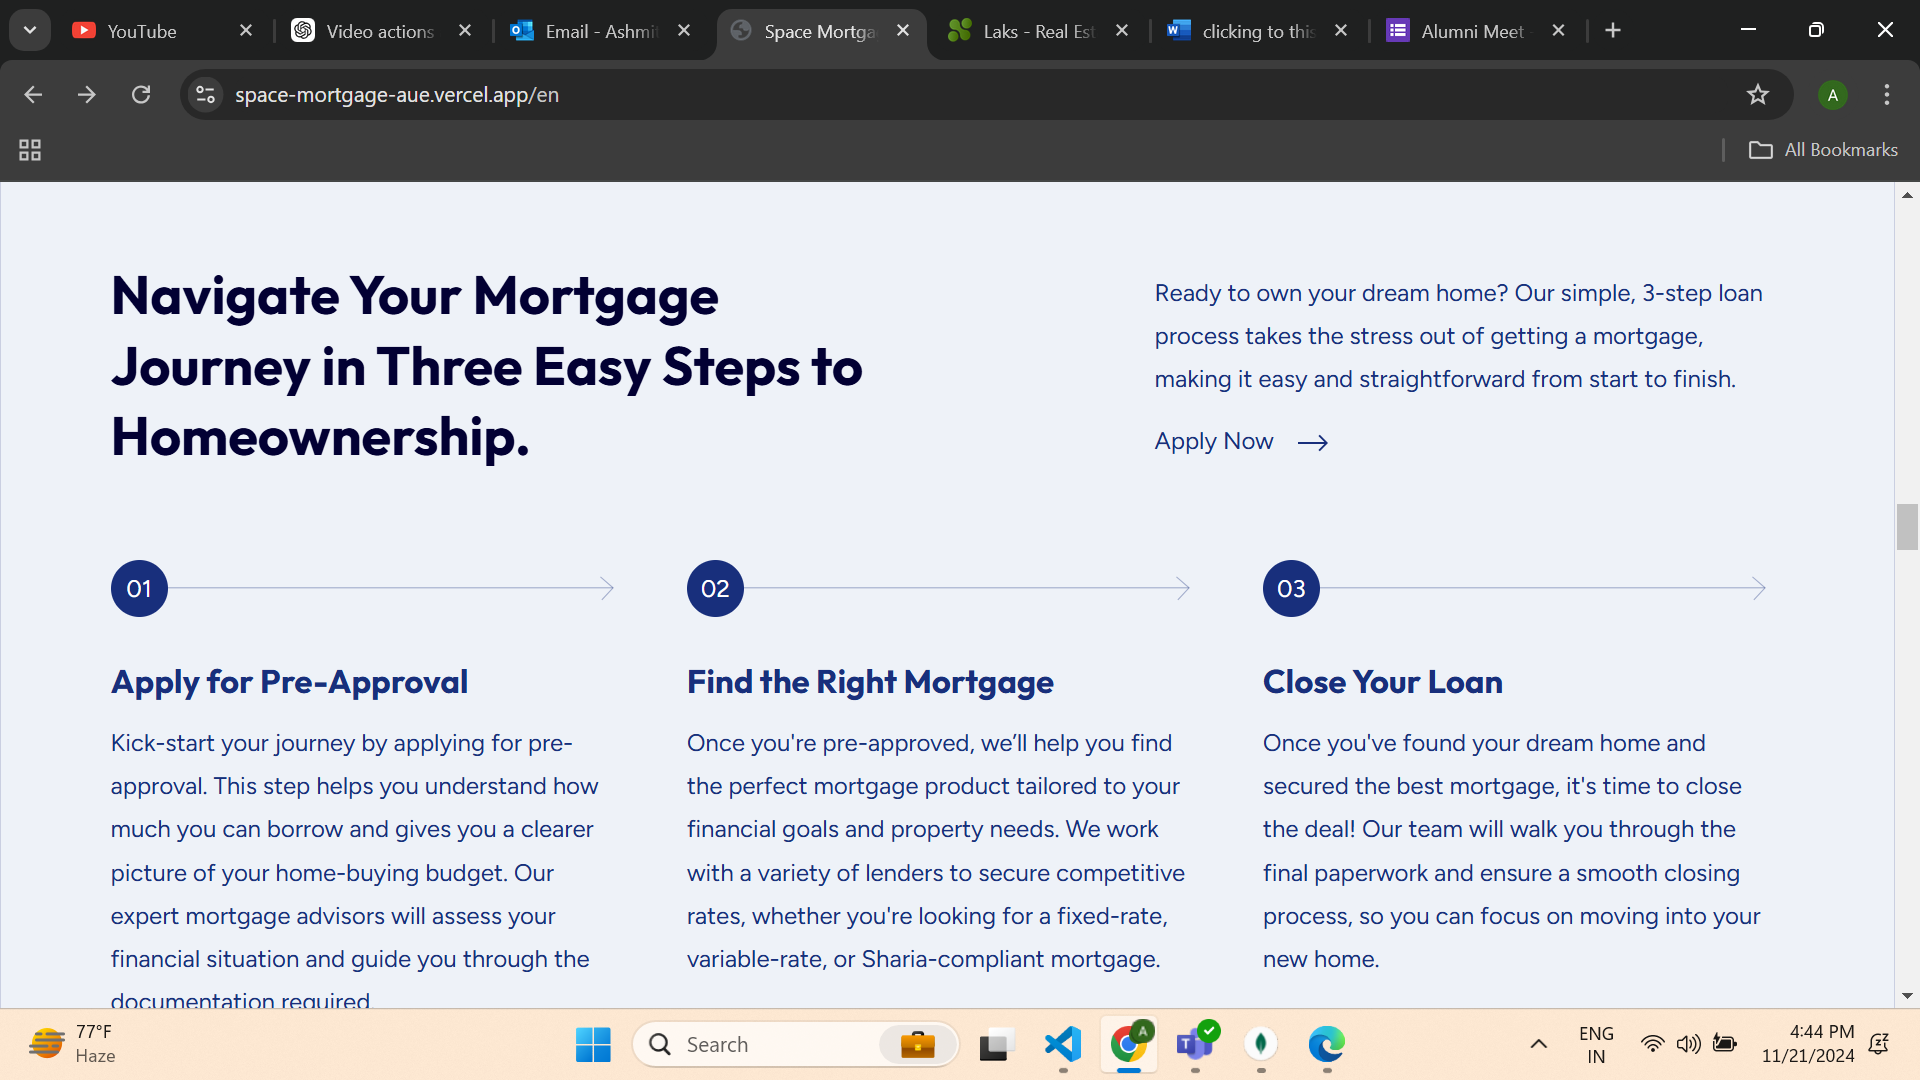 YouTube
Video actions
Email - Ashmi
Space Mortga
Laks - Real Est
clicking to this
Alumni Meet -
space-mortgage-aue.vercel.app/en
A
All Bookmarks
Navigate Your Mortgage
Journey in Three Easy Steps to
Homeownership.
Ready to own your dream home? Our simple, 3-step loan
process takes the stress out of getting a mortgage,
making it easy and straightforward from start to finish.
Apply Now
01
02
03
Apply for Pre-Approval
Kick-start your journey by applying for pre-
approval. This step helps you understand how
much you can borrow and gives you a clearer
picture of your home-buying budget. Our
expert mortgage advisors will assess your
financial situation and guide you through the
documentation required.
Find the Right Mortgage
Once you're pre-approved, we’ll help you find
the perfect mortgage product tailored to your
financial goals and property needs. We work
with a variety of lenders to secure competitive
rates, whether you're looking for a fixed-rate,
variable-rate, or Sharia-compliant mortgage.
Close Your Loan
Once you've found your dream home and
secured the best mortgage, it's time to close
the deal! Our team will walk you through the
final paperwork and ensure a smooth closing
process, so you can focus on moving into your
new home.
77°F
Haze
Search
A
ENG
IN
4:44 PM
11/21/2024